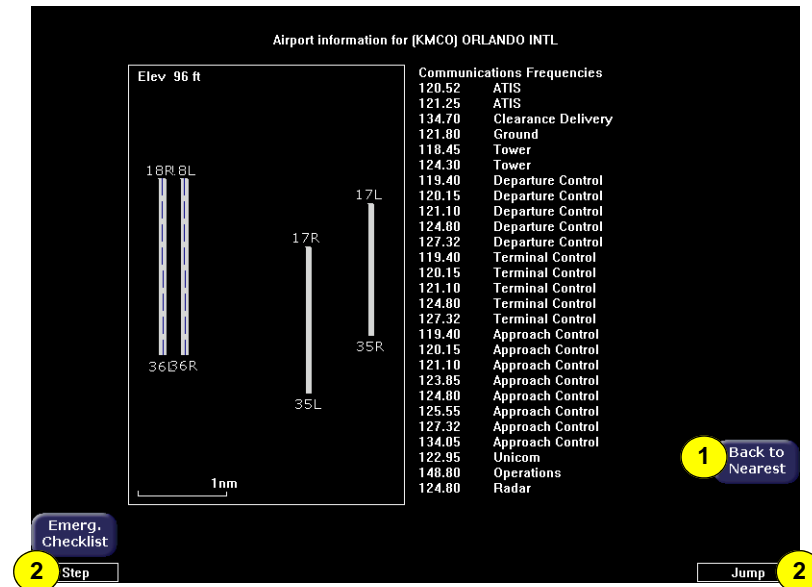 Airport information for (KMCO) ORLANDO INTL
Elev 96 ft
18R 8L
17L
17R
35R
36L 36R
35L
1nm
Communications Frequencies
120.52 ATIS
121.25 ATIS
134.70 Clearance Delivery
121.80 Ground
118.45 Tower
124.30 Tower
119.40 Departure Control
120.15 Departure Control
121.10 Departure Control
124.80 Departure Control
127.32 Departure Control
119.40 Terminal Control
120.15 Terminal Control
121.10 Terminal Control
124.80 Terminal Control
127.32 Terminal Control
119.40 Approach Control
120.15 Approach Control
121.10 Approach Control
123.85 Approach Control
124.80 Approach Control
125.55 Approach Control
127.32 Approach Control
134.05 Approach Control
122.95 Unicom
148.80 Operations
124.80 Radar
1 Back to
Nearest
Emerg.
Checklist
2 Step
Jump 2